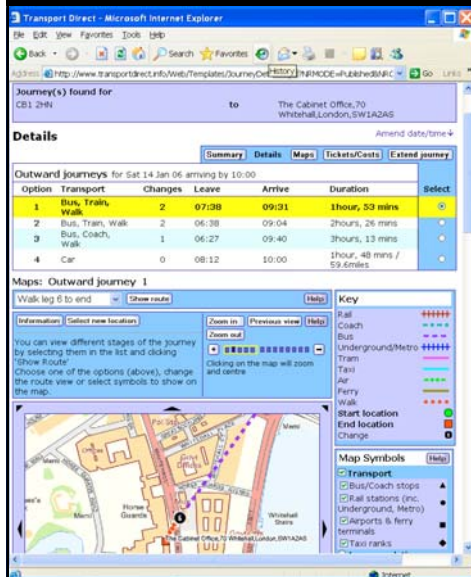 Transport Direct - Microsoft Internet Explorer
File Edit View Favorites Tools Help
Back Search Favorites
History
Address http://www.transportdirect.info/Web/Templates/JourneyDe Go Links
Journey(s) found for
CB1 2HN to The Cabinet Office,70
Whitehall,London,SW1A2AS
Details
Amend date/time
Summary Details Maps Tickets/Costs Extend journey
Outward journeys for Sat 14 Jan 06 arriving by 10:00
Option Transport Changes Leave Arrive Duration Select
1 Bus, Train, Walk 2 07:38 09:31 1hour, 53 mins
2 Bus, Train, Walk 2 06:38 09:04 2hours, 26 mins
3 Bus, Coach, Walk 1 06:27 09:40 3hours, 13 mins
4 Car 0 08:12 10:00 1hour, 48 mins / 59.6miles
Maps: Outward journey 1
Walk leg 6 to end Show route Help
Information Select new location
You can view different stages of the journey
by selecting them in the list and clicking
'Show Route'
Choose one of the options (above), change
the route view or select symbols to show on
the map.
Zoom in Previous view Help
Zoom out
+ -
Clicking on the map will zoom
and centre
Key
Rail
Coach
Bus
Underground/Metro
Tram
Taxi
Air
Ferry
Walk
Start location
End location
Change
Map Symbols Help
Transport
Bus/Coach stops
Rail stations (inc.
Underground, Metro)
Airports & ferry
terminals
Taxi ranks
Offices
Govt
Offices
Meml
Meml
Horse
Guards
Whitehall
Stairs
The Cabinet Office,70 Whitehall,London,SW1A2AS
Internet